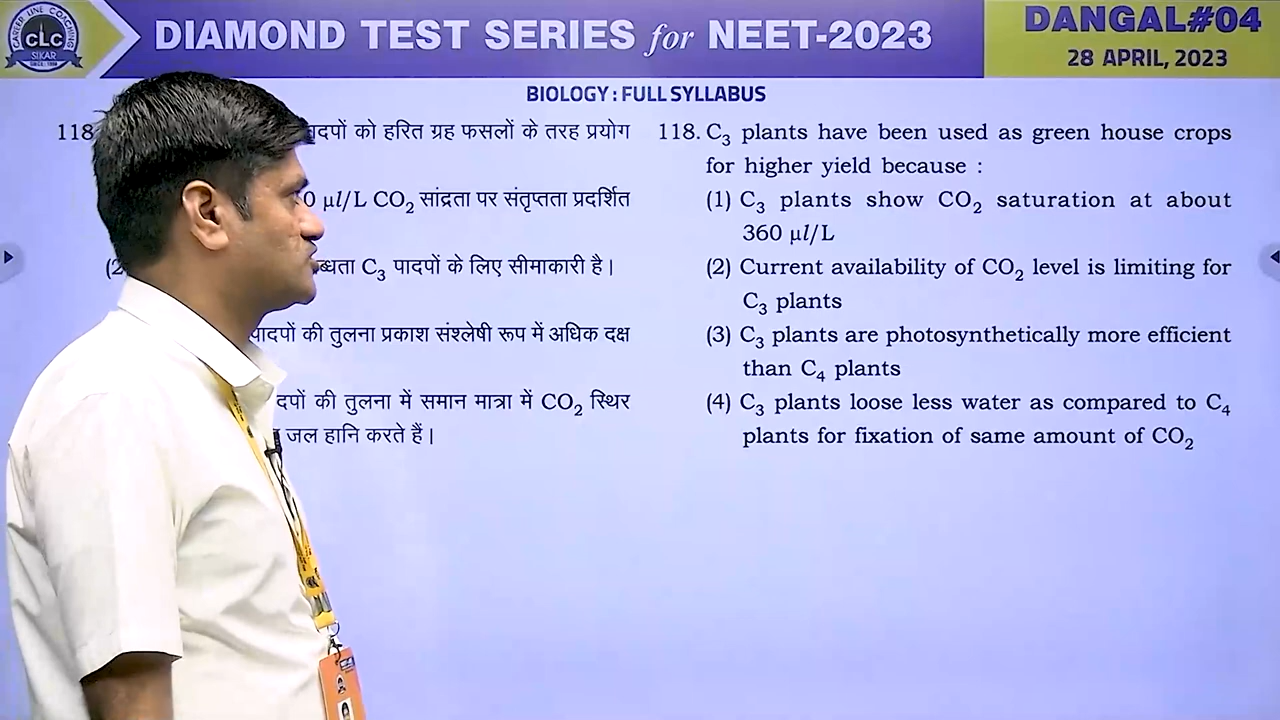 CAREER LINE COACHING
CLC
SIKAR
DIAMOND TEST SERIES for NEET-2023
DANGAL#04
28 APRIL, 2023
BIOLOGY : FULL SYLLABUS
118
को हरित ग्रह फसलों के तरह प्रयोग
0 µl/L CO₂ सांद्रता पर संतृप्तता प्रदर्शित
(2
C₃ पादपों के लिए सीमाकारी है।
की तुलना प्रकाश संश्लेषी रूप में अधिक दक्ष
की तुलना में समान मात्रा में CO₂ स्थिर
जल हानि करते हैं।
118. C₃ plants have been used as green house crops
for higher yield because :
(1) C₃ plants show CO₂ saturation at about
360 µl/L
(2) Current availability of CO₂ level is limiting for
C₃ plants
(3) C₃ plants are photosynthetically more efficient
than C₄ plants
(4) C₃ plants loose less water as compared to C₄
plants for fixation of same amount of CO₂